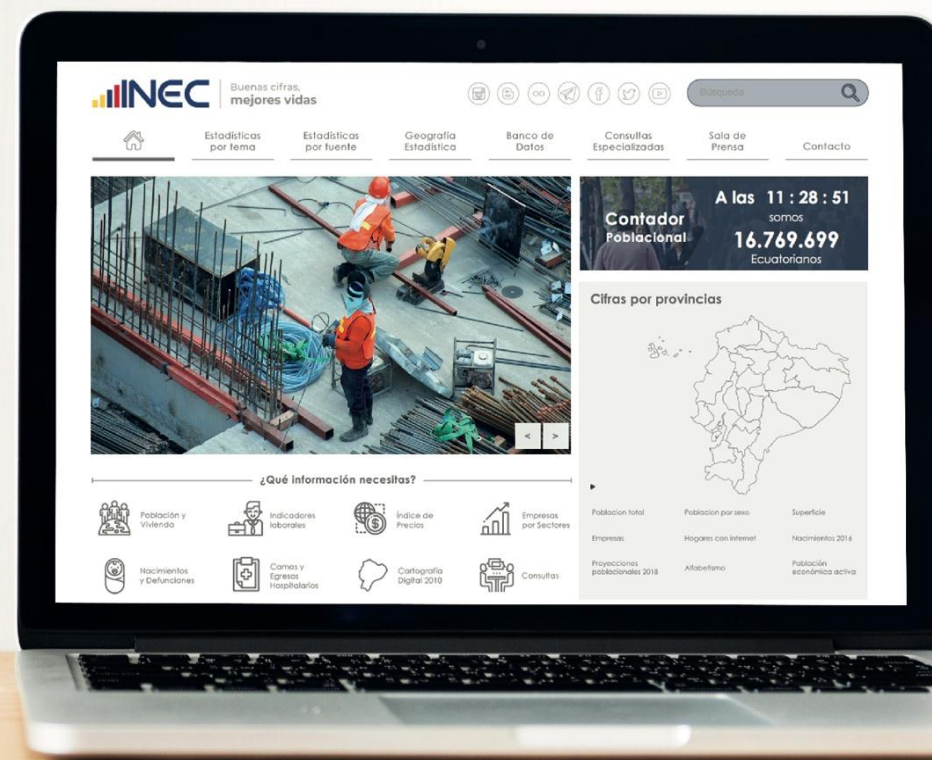 INEC
Buenas cifras,
mejores vidas
Búsqueda
Estadísticas
por tema
Estadísticas
por fuente
Geografía
Estadística
Banco de
Datos
Consultas
Especializadas
Sala de
Prensa
Contacto
Contador
Poblacional
A las 11 : 28 : 51
somos
16.769.699
Ecuatorianos
Cifras por provincias
< >
¿Qué información necesitas?
Población y
Vivienda
Indicadores
laborales
Índice de
Precios
Empresas
por Sectores
Nacimientos
y Defunciones
Camas y
Egresos
Hospitalarios
Cartografía
Digital 2010
Consultas
Poblacion total
Poblacion por sexo
Superficie
Empresas
Hogares con internet
Nacimientos 2016
Proyecciones
poblacionales 2018
Alfabetismo
Población
económica activa